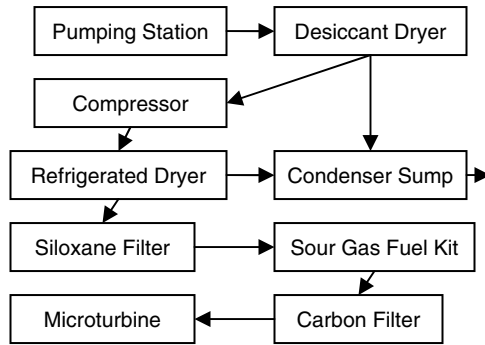 Pumping Station
Desiccant Dryer
Compressor
Refrigerated Dryer
Condenser Sump
Siloxane Filter
Sour Gas Fuel Kit
Microturbine
Carbon Filter